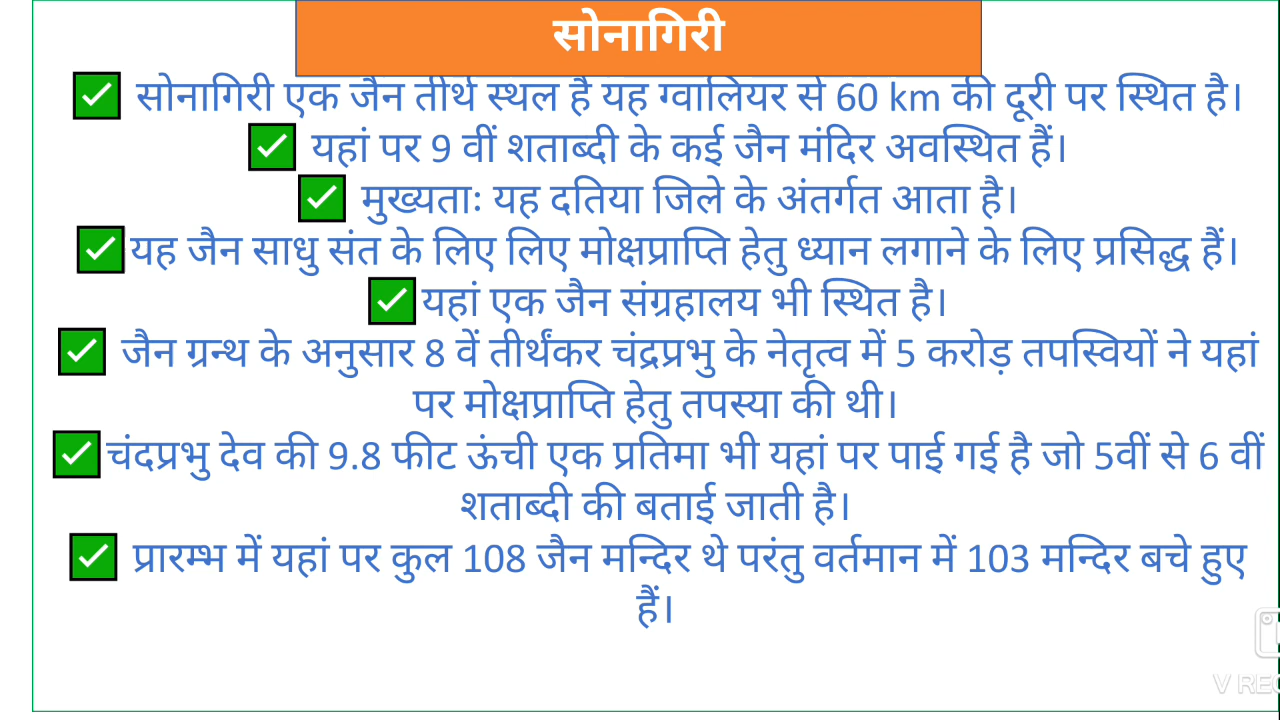 सोनागिरी
✅ सोनागिरी एक जैन तीर्थ स्थल है यह ग्वालियर से 60 km की दूरी पर स्थित है।
✅ यहां पर 9 वीं शताब्दी के कई जैन मंदिर अवस्थित हैं।
✅ मुख्यताः यह दतिया जिले के अंतर्गत आता है।
✅यह जैन साधु संत के लिए लिए मोक्षप्राप्ति हेतु ध्यान लगाने के लिए प्रसिद्ध हैं।
✅यहां एक जैन संग्रहालय भी स्थित है।
✅ जैन ग्रन्थ के अनुसार 8 वें तीर्थंकर चंद्रप्रभु के नेतृत्व में 5 करोड़ तपस्वियों ने यहां
पर मोक्षप्राप्ति हेतु तपस्या की थी।
✅चंदप्रभु देव की 9.8 फीट ऊंची एक प्रतिमा भी यहां पर पाई गई है जो 5वीं से 6 वीं
शताब्दी की बताई जाती है।
✅ प्रारम्भ में यहां पर कुल 108 जैन मन्दिर थे परंतु वर्तमान में 103 मन्दिर बचे हुए
हैं।